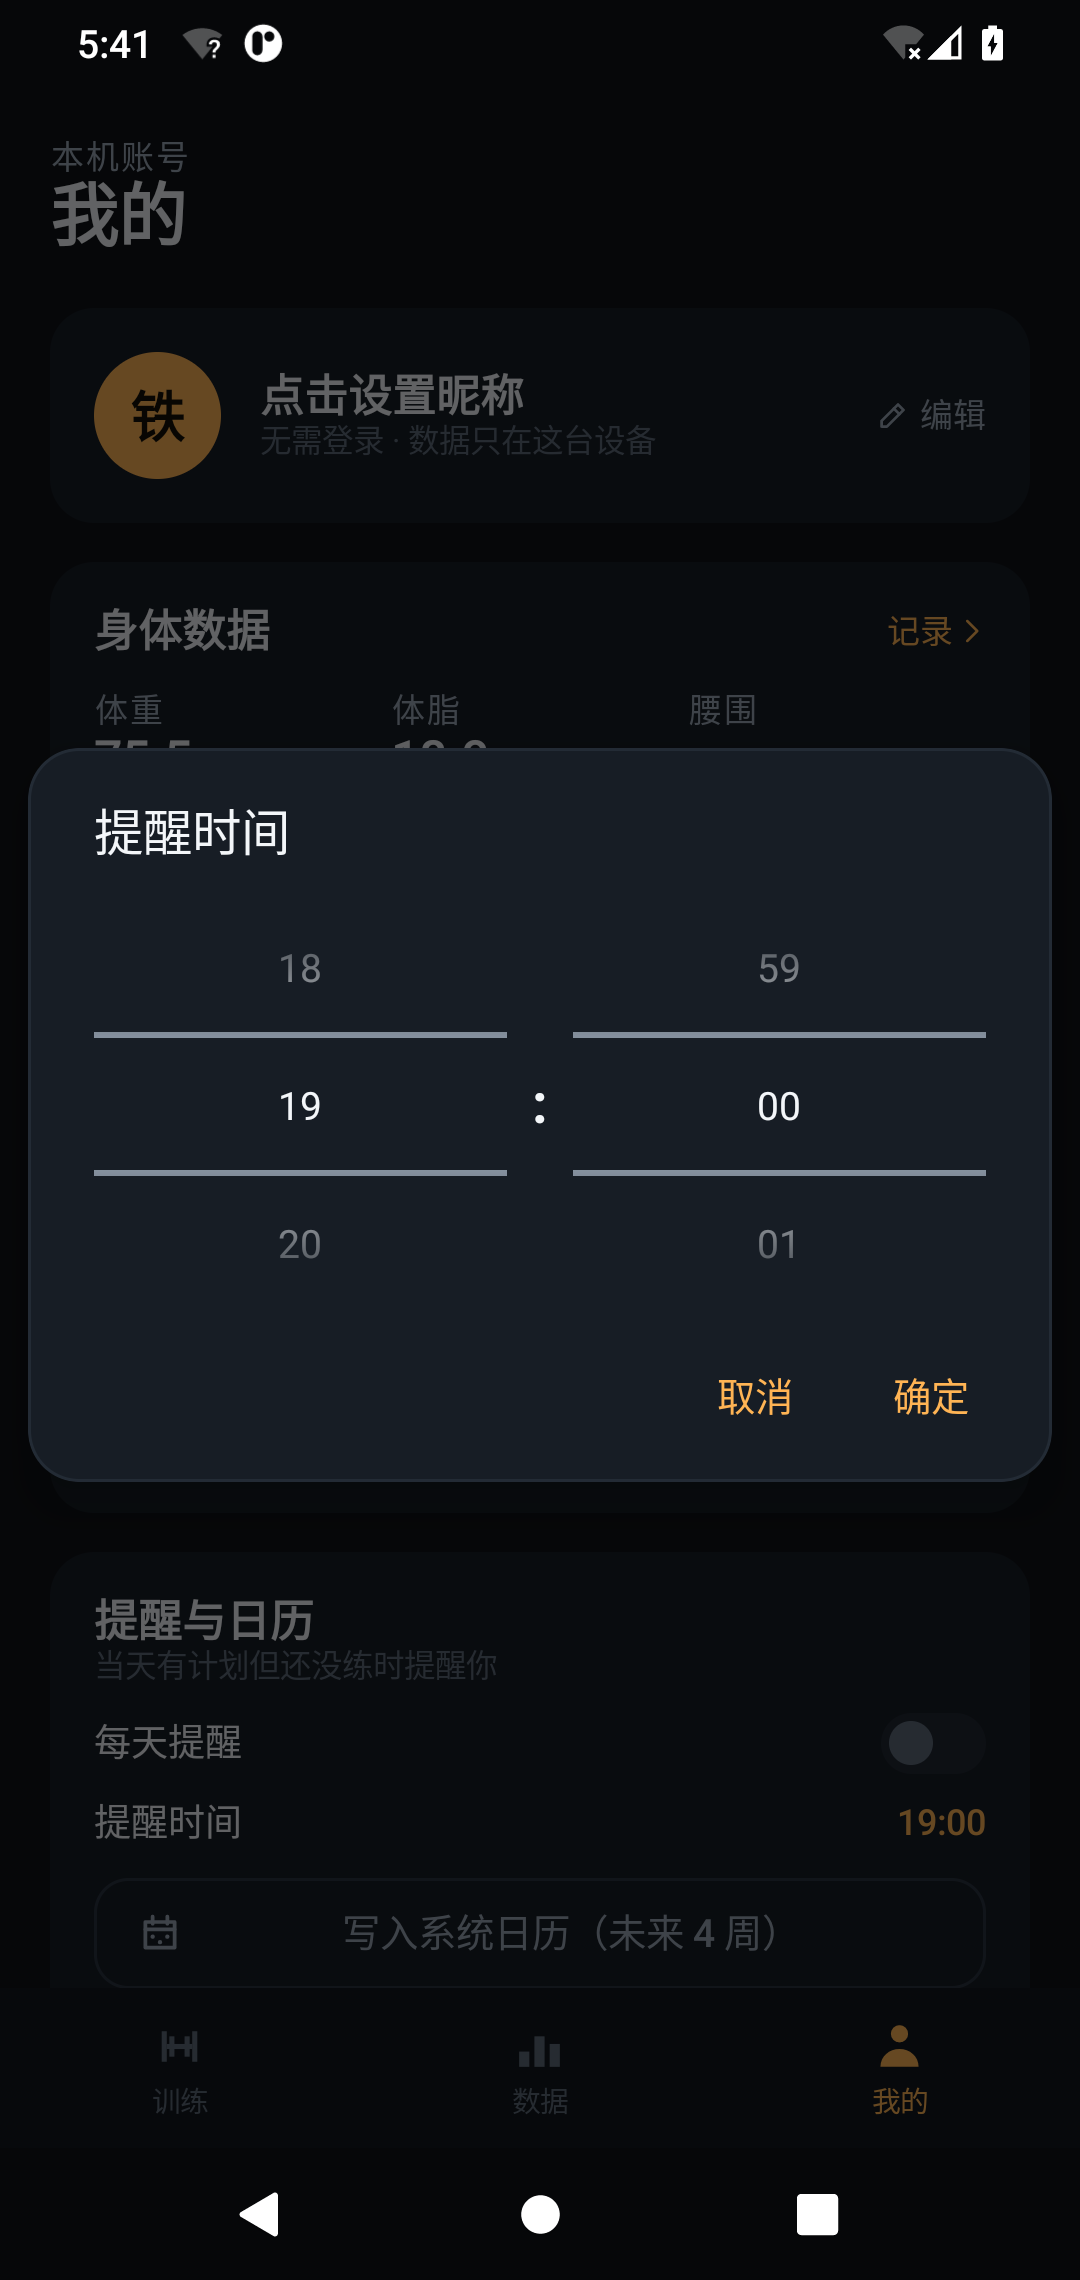 5:41
本机账号
我的
铁
点击设置昵称
无需登录 · 数据只在这台设备
编辑
身体数据
记录
体重 体脂 腰围
提醒时间
18 59
19 : 00
20 01
取消 确定
提醒与日历
当天有计划但还没练时提醒你
每天提醒
提醒时间 19:00
写入系统日历（未来 4 周）
训练 数据 我的